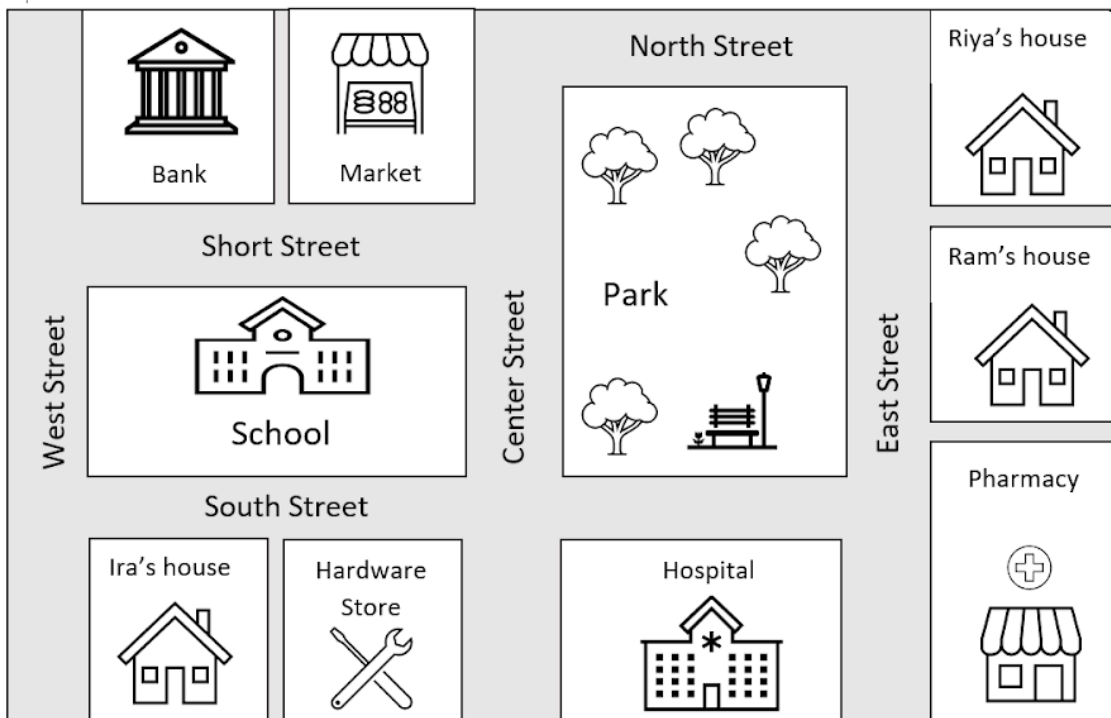 North Street
Riya's house
Bank
Market
Short Street
Ram's house
Park
West Street
School
Center Street
East Street
South Street
Pharmacy
Ira's house
Hardware
Store
Hospital